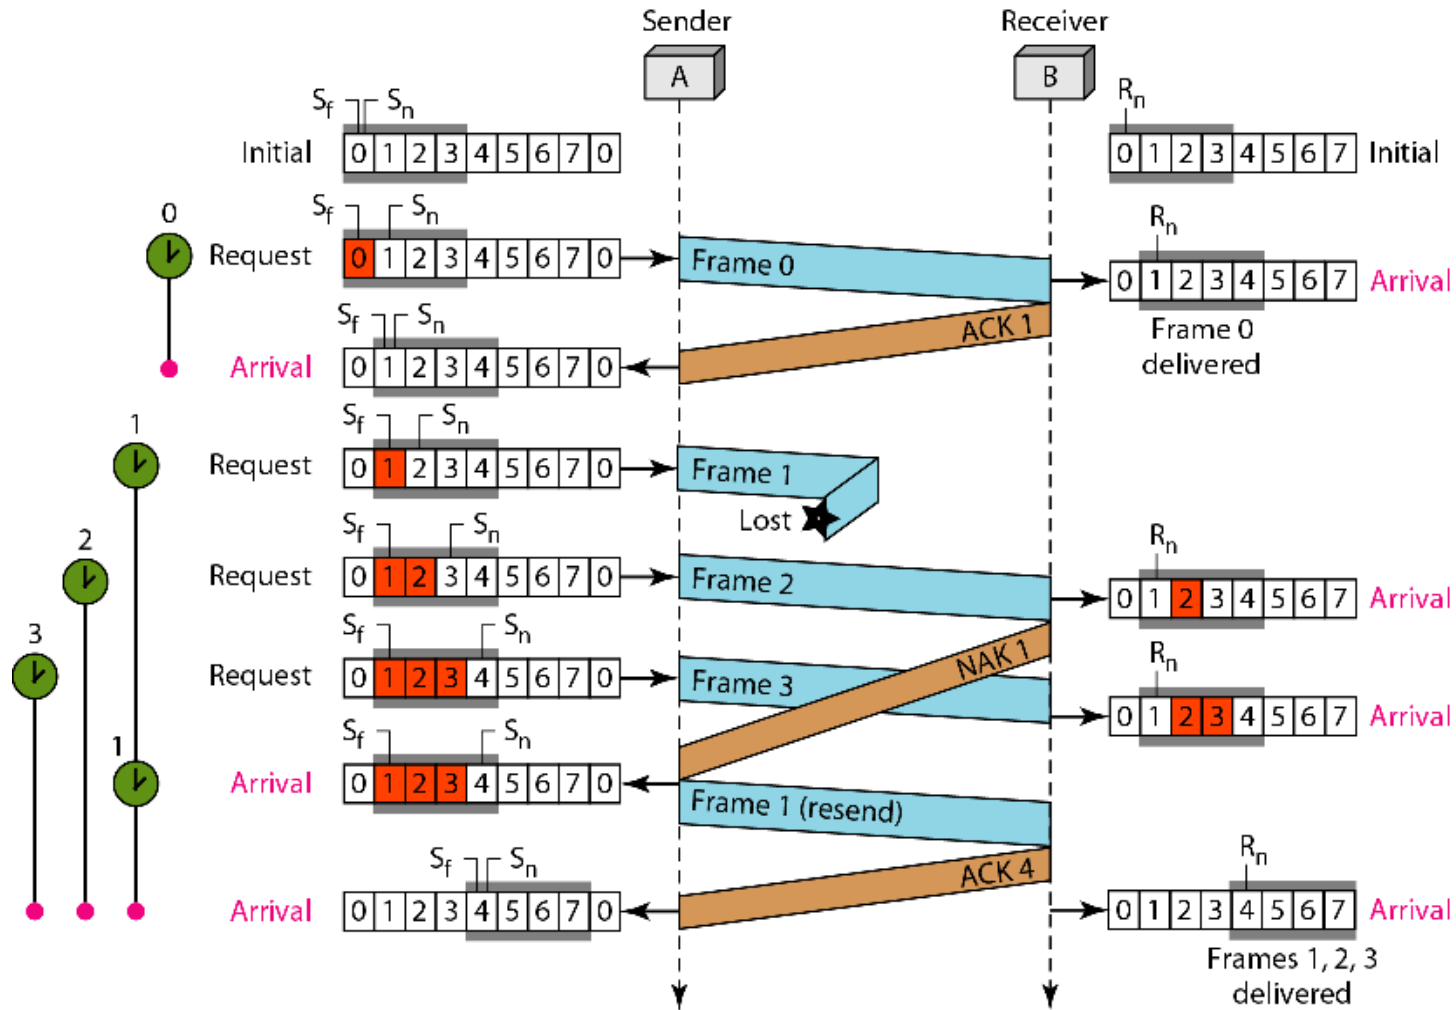 Sender Receiver
A B
Sf Sn Rn
Initial 0 1 2 3 4 5 6 7 0 0 1 2 3 4 5 6 7 Initial
0 Sf Sn Rn
Request 0 1 2 3 4 5 6 7 0 Frame 0 0 1 2 3 4 5 6 7 Arrival
Sf Sn ACK 1 Frame 0
Arrival 0 1 2 3 4 5 6 7 0 delivered
1 Sf Sn
Request 0 1 2 3 4 5 6 7 0 Frame 1
Lost
2 Sf Sn Rn
Request 0 1 2 3 4 5 6 7 0 Frame 2 0 1 2 3 4 5 6 7 Arrival
3 Sf Sn NAK 1 Rn
Request 0 1 2 3 4 5 6 7 0 Frame 3 0 1 2 3 4 5 6 7 Arrival
1 Sf Sn
Arrival 0 1 2 3 4 5 6 7 0
Frame 1 (resend)
Sf Sn ACK 4 Rn
Arrival 0 1 2 3 4 5 6 7 0 0 1 2 3 4 5 6 7 Arrival
Frames 1, 2, 3
delivered